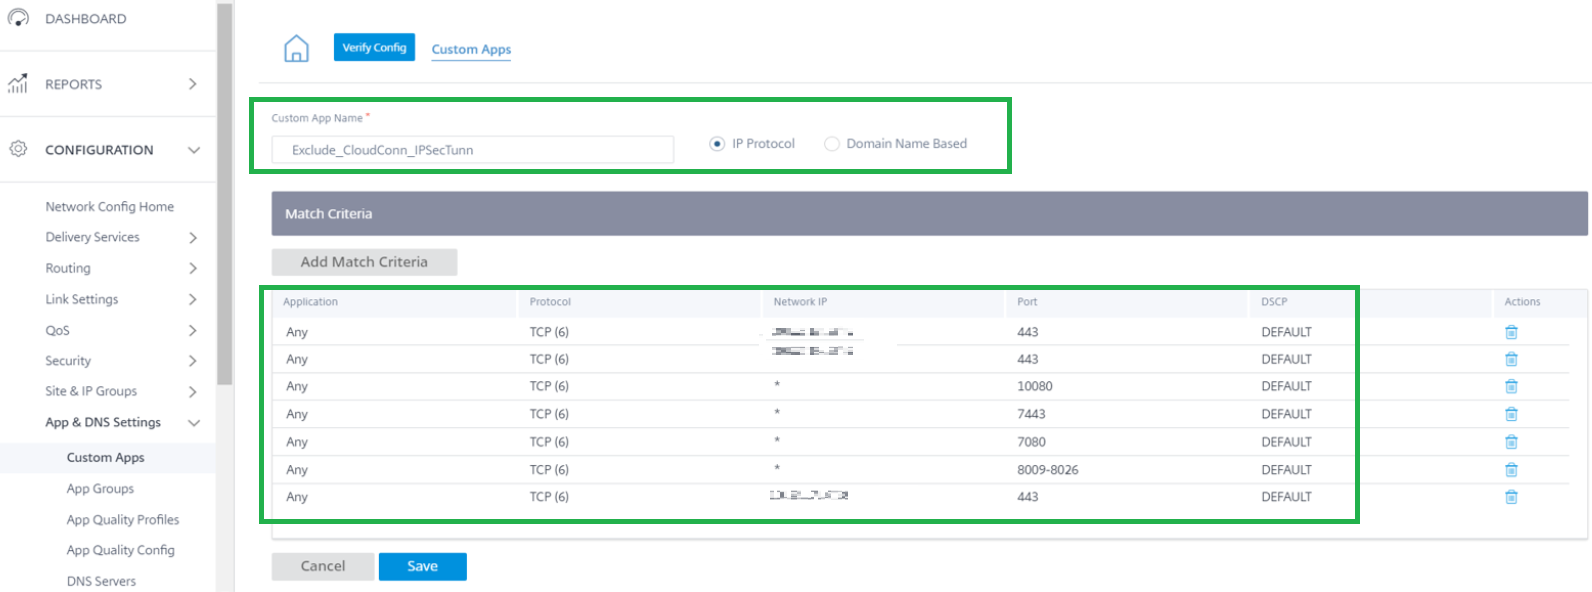 DASHBOARD
REPORTS
CONFIGURATION
Network Config Home
Delivery Services
Routing
Link Settings
QoS
Security
Site & IP Groups
App & DNS Settings
Custom Apps
App Groups
App Quality Profiles
App Quality Config
DNS Servers
Verify Config Custom Apps
Custom App Name *
Exclude_CloudConn_IPSecTunn IP Protocol Domain Name Based
Match Criteria
Add Match Criteria
Application Protocol Network IP Port DSCP Actions
Any TCP (6) 443 DEFAULT
Any TCP (6) 443 DEFAULT
Any TCP (6) * 10080 DEFAULT
Any TCP (6) * 7443 DEFAULT
Any TCP (6) * 7080 DEFAULT
Any TCP (6) * 8009-8026 DEFAULT
Any TCP (6) 443 DEFAULT
Cancel Save